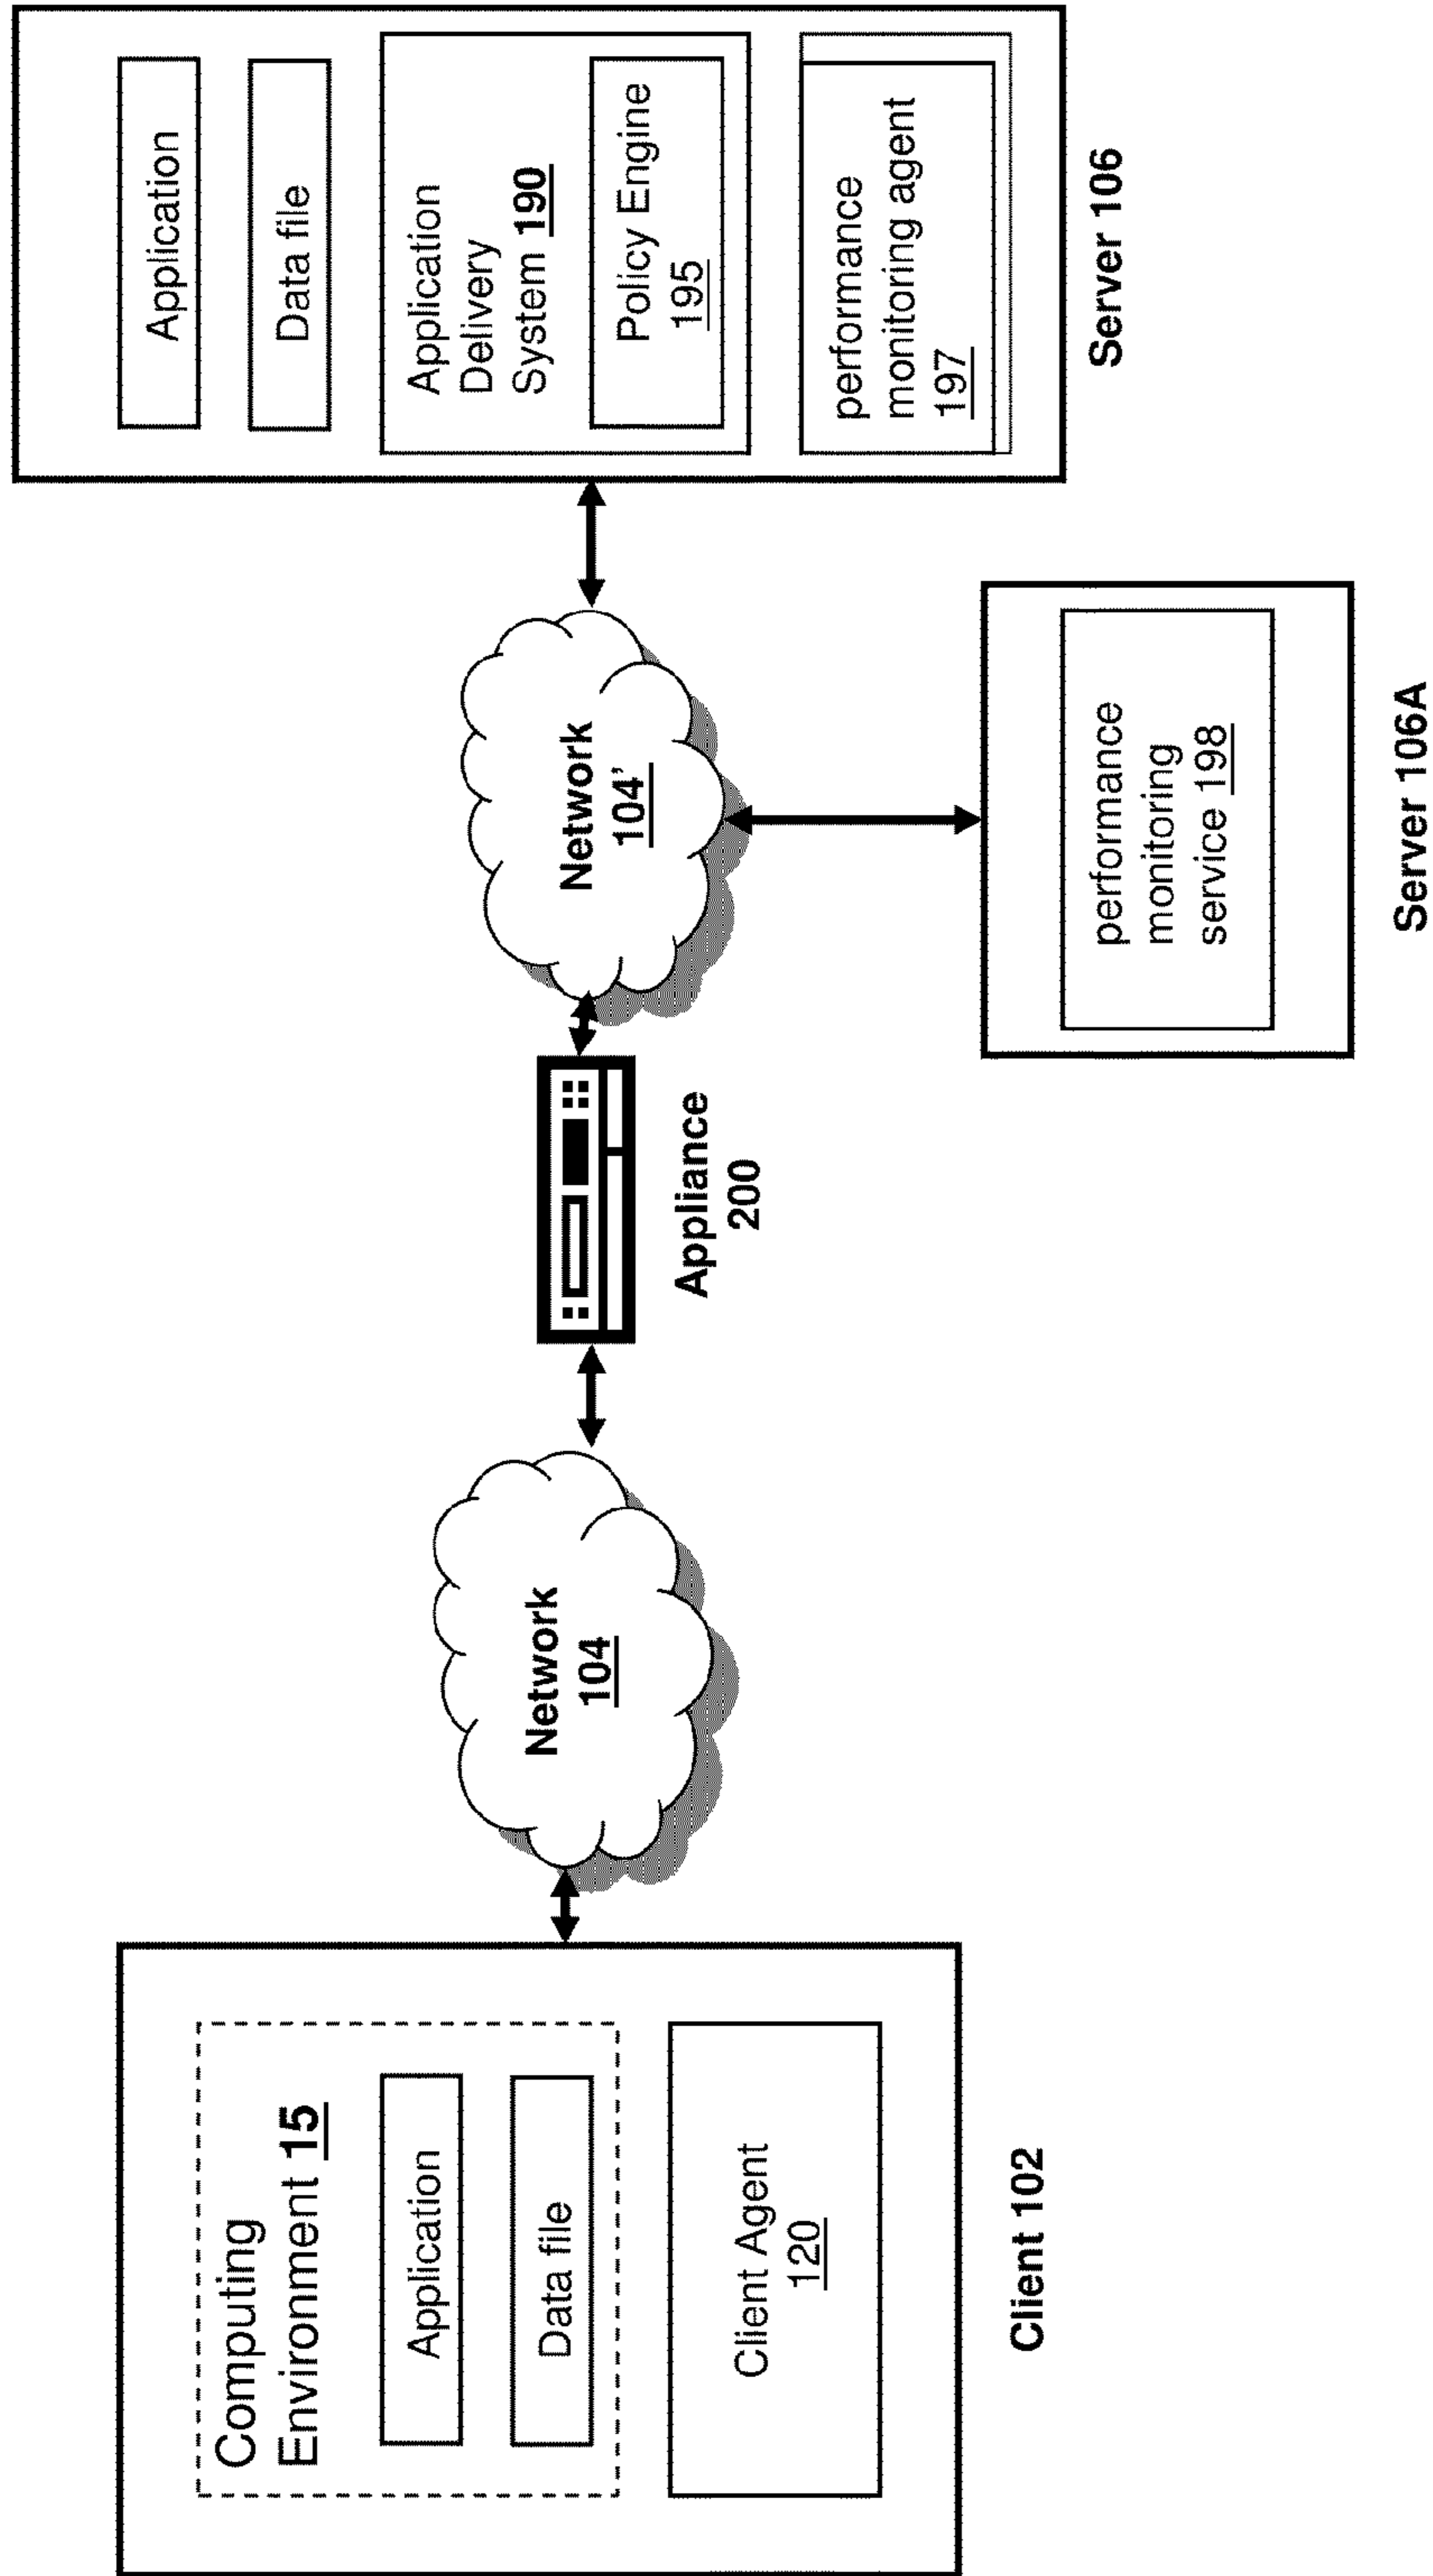 Computing
Environment 15
Application
Data file
Client Agent
120
Client 102
Network
104
Appliance
200
Network
104'
performance
monitoring
service 198
Server 106A
Application
Data file
Application
Delivery
System 190
Policy Engine
195
performance
monitoring agent
197
Server 106